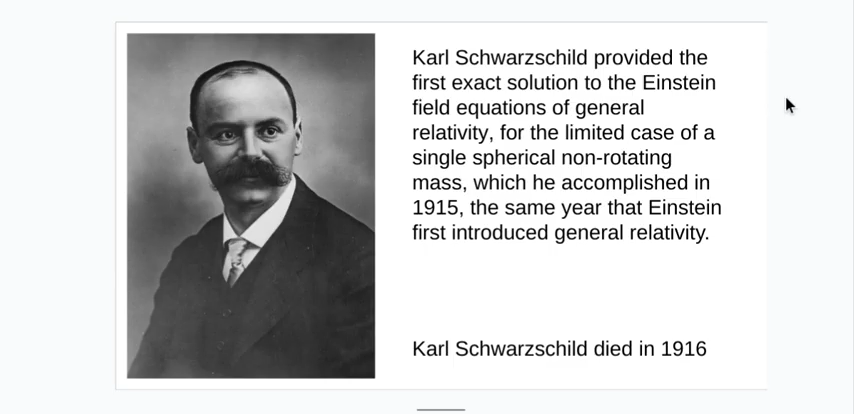 Karl Schwarzschild provided the
first exact solution to the Einstein
field equations of general
relativity, for the limited case of a
single spherical non-rotating
mass, which he accomplished in
1915, the same year that Einstein
first introduced general relativity.
Karl Schwarzschild died in 1916